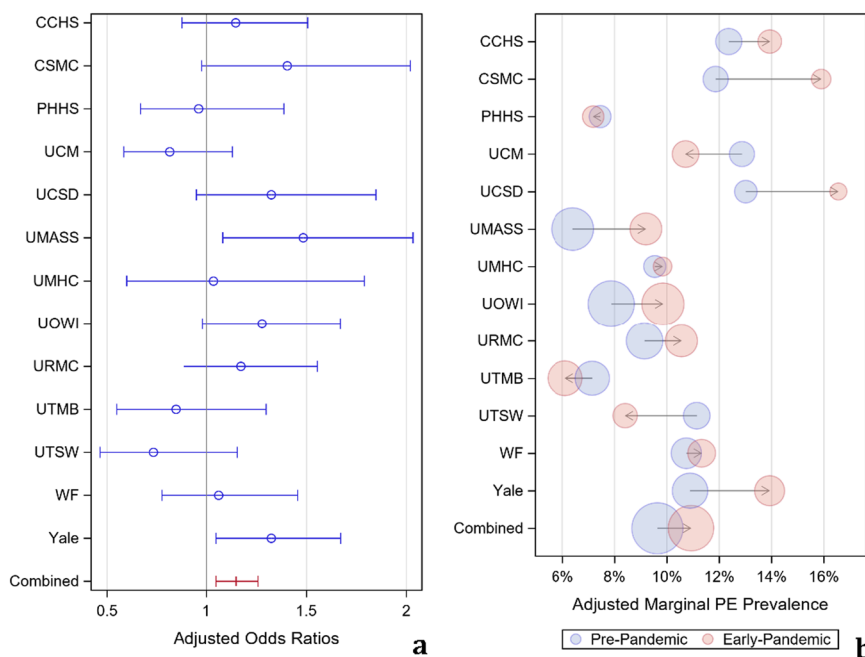 CCHS
CSMC
PHHS
UCM
UCSD
UMASS
UMHC
UOWI
URMC
UTMB
UTSW
WF
Yale
Combined
0.5 1 1.5 2
Adjusted Odds Ratios
a
CCHS
CSMC
PHHS
UCM
UCSD
UMASS
UMHC
UOWI
URMC
UTMB
UTSW
WF
Yale
Combined
6% 8% 10% 12% 14% 16%
Adjusted Marginal PE Prevalence
Pre-Pandemic Early-Pandemic
b